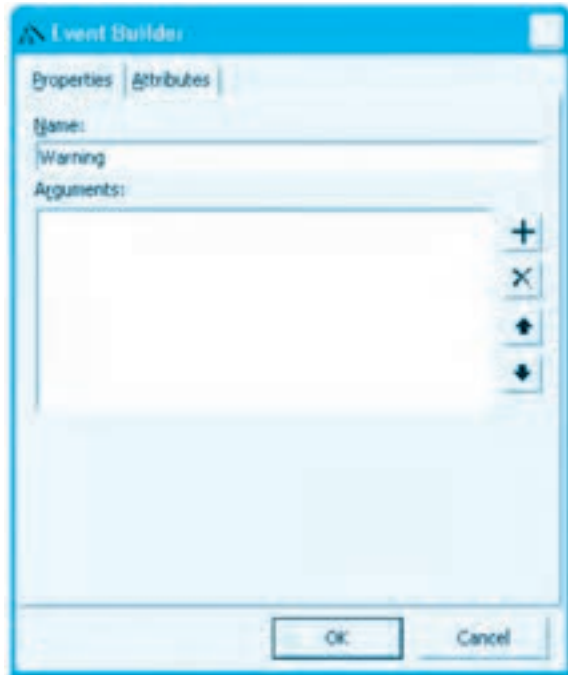 Event Builder
Properties Attributes
Name:
Warning
Arguments:
OK Cancel